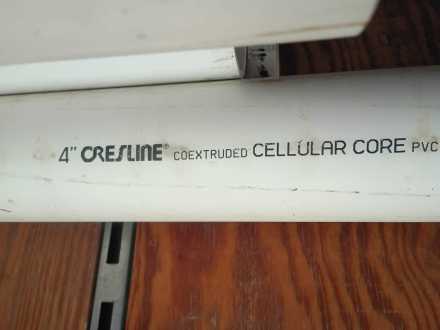 4" CRESLINE® COEXTRUDED CELLULAR CORE PVC